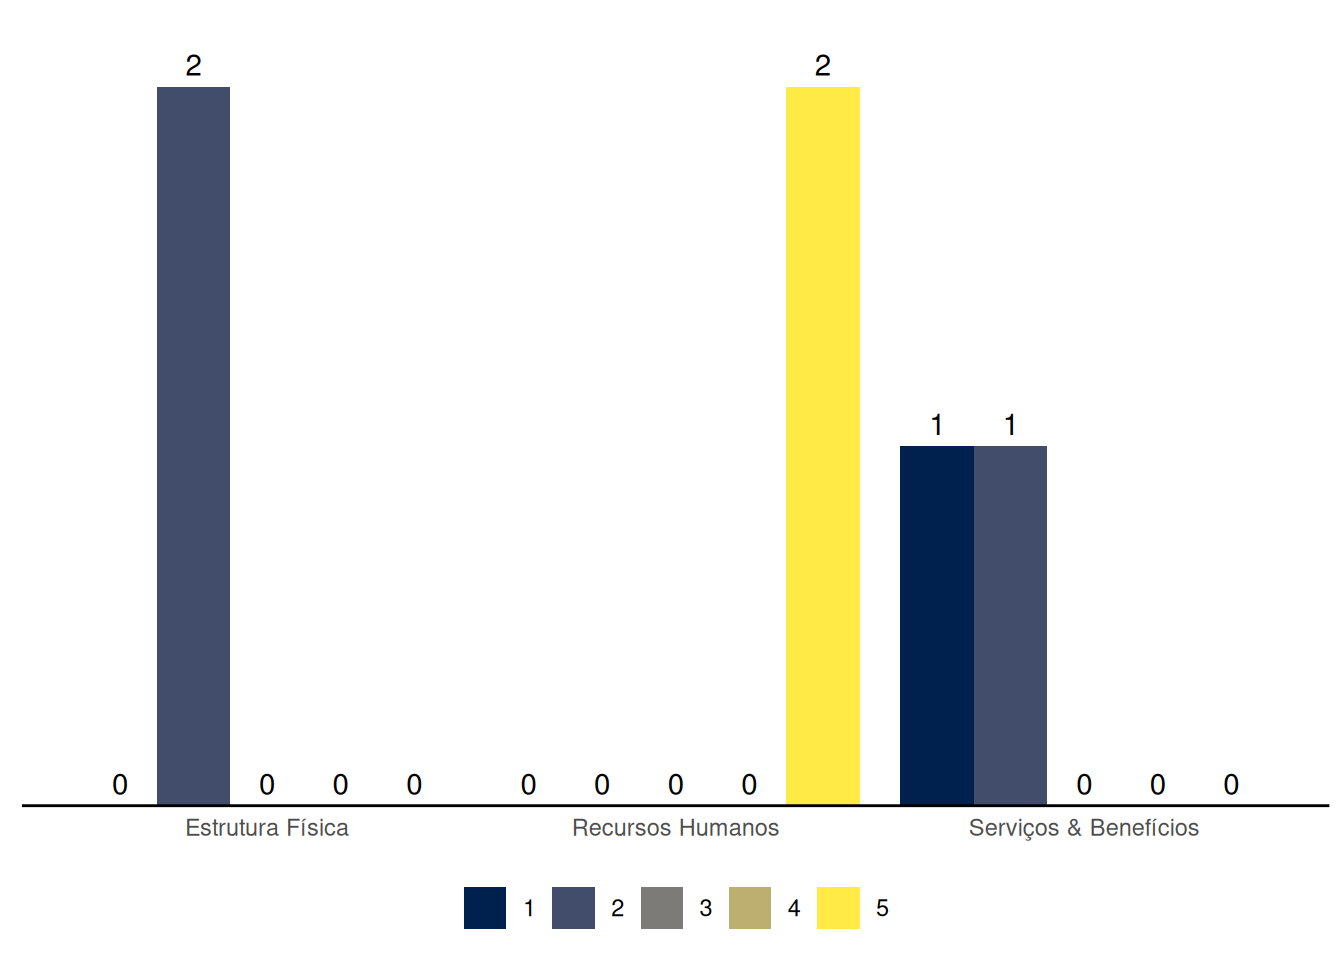 2 2
1 1
0 0 0 0 0 0 0 0 0 0 0
Estrutura Física Recursos Humanos Serviços & Benefícios
1 2 3 4 5